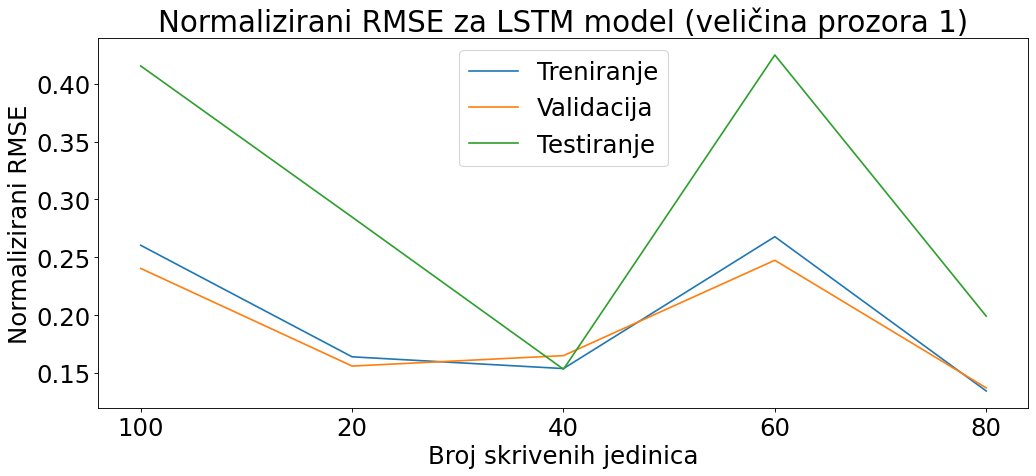 Normalizirani RMSE za LSTM model (veličina prozora 1)
Normalizirani RMSE
0.40
0.35
0.30
0.25
0.20
0.15
Treniranje
Validacija
Testiranje
100 20 40 60 80
Broj skrivenih jedinica